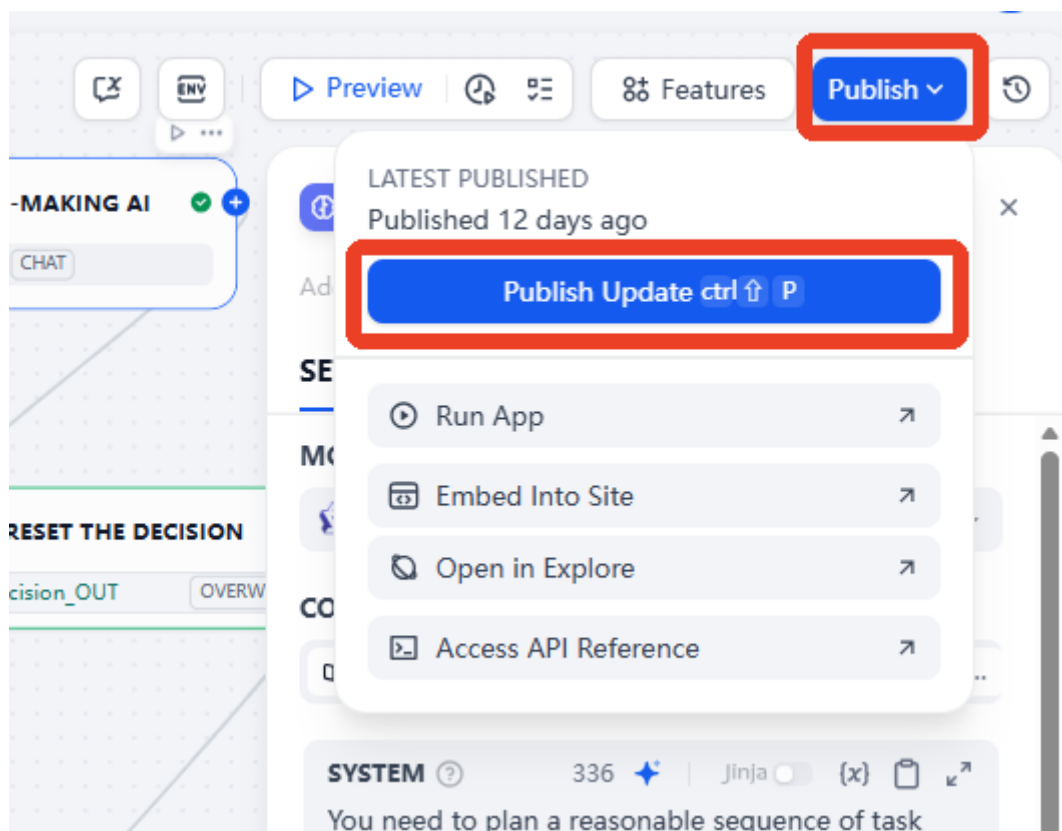 ENV
Preview
Features
Publish
-MAKING AI
CHAT
LATEST PUBLISHED
Published 12 days ago
Ad
Publish Update ctrl ⇧ P
SE
Run App
Embed Into Site
RESET THE DECISION
cision_OUT
OVERW
CO
Open in Explore
Access API Reference
SYSTEM
336
Jinja
{x}
You need to plan a reasonable sequence of task